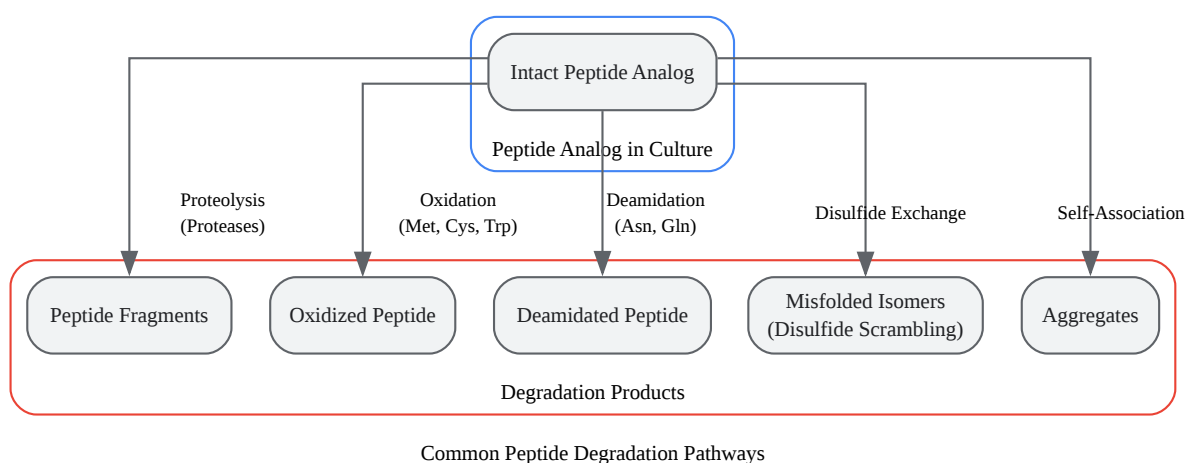 Intact Peptide Analog
Peptide Analog in Culture
Proteolysis
(Proteases)
Oxidation
(Met, Cys, Trp)
Deamidation
(Asn, Gln)
Disulfide Exchange
Self-Association
Peptide Fragments
Oxidized Peptide
Deamidated Peptide
Misfolded Isomers
(Disulfide Scrambling)
Aggregates
Degradation Products
Common Peptide Degradation Pathways